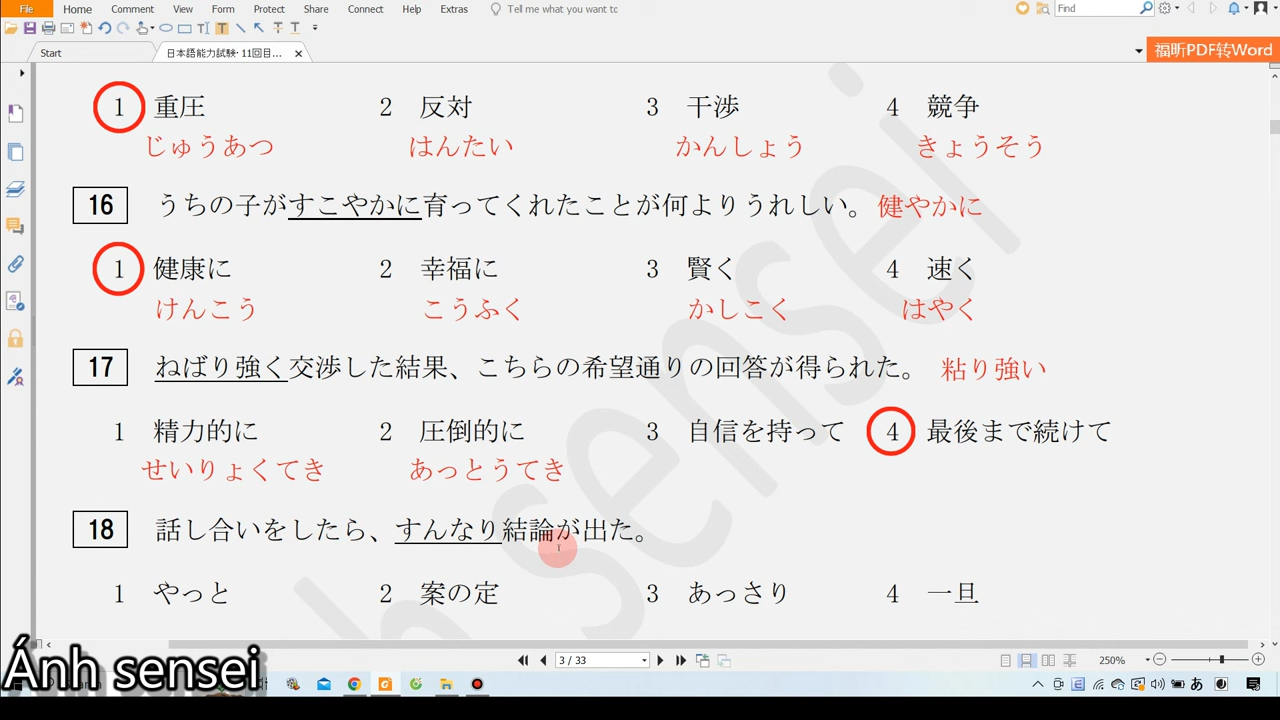 File Home Comment View Form Protect Share Connect Help Extras Tell me what you want to Find
Start 日本語能力試験· 11回目... 福昕PDF转Word
1 重圧 2 反対 3 干渉 4 競争
じゅうあつ はんたい かんしょう きょうそう
16 うちの子がすこやかに育ってくれたことが何よりうれしい。 健やかに
1 健康に 2 幸福に 3 賢く 4 速く
けんこう こうふく かしこく はやく
17 ねばり強く交渉した結果、こちらの希望通りの回答が得られた。 粘り強い
1 精力的に 2 圧倒的に 3 自信を持って 4 最後まで続けて
せいりょくてき あっとうてき
18 話し合いをしたら、すんなり結論が出た。
1 やっと 2 案の定 3 あっさり 4 一旦
Ánh sensei
3 / 33 250%